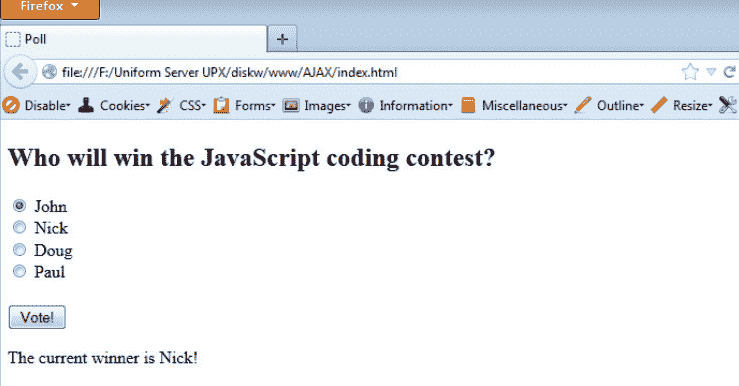 Firefox
Poll
file:///F:/Uniform Server UPX/diskw/www/AJAX/index.html
Disable Cookies CSS Forms Images Information Miscellaneous Outline Resize
Who will win the JavaScript coding contest?
John
Nick
Doug
Paul
Vote!
The current winner is Nick!